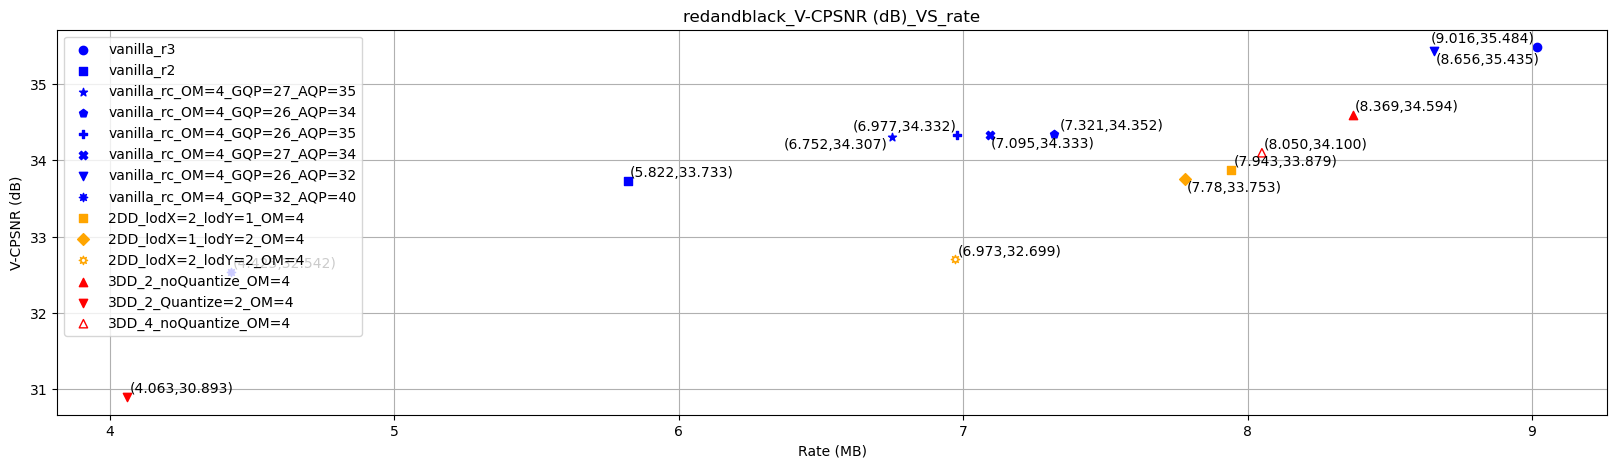 redandblack_V-CPSNR (dB)_VS_rate
V-CPSNR (dB)
35
34
33
32
31
vanilla_r3
vanilla_r2
vanilla_rc_OM=4_GQP=27_AQP=35
vanilla_rc_OM=4_GQP=26_AQP=34
vanilla_rc_OM=4_GQP=26_AQP=35
vanilla_rc_OM=4_GQP=27_AQP=34
vanilla_rc_OM=4_GQP=26_AQP=32
vanilla_rc_OM=4_GQP=32_AQP=40
2DD_lodX=2_lodY=1_OM=4
2DD_lodX=1_lodY=2_OM=4
2DD_lodX=2_lodY=2_OM=4
3DD_2_noQuantize_OM=4
3DD_2_Quantize=2_OM=4
3DD_4_noQuantize_OM=4
(9.016,35.484)
(8.656,35.435)
(8.369,34.594)
(6.977,34.332)
(7.321,34.352)
(6.752,34.307)
(7.095,34.333)
(8.050,34.100)
(7.943,33.879)
(5.822,33.733)
(7.78,33.753)
(6.973,32.699)
(4.063,30.893)
4
5
6
7
8
9
Rate (MB)